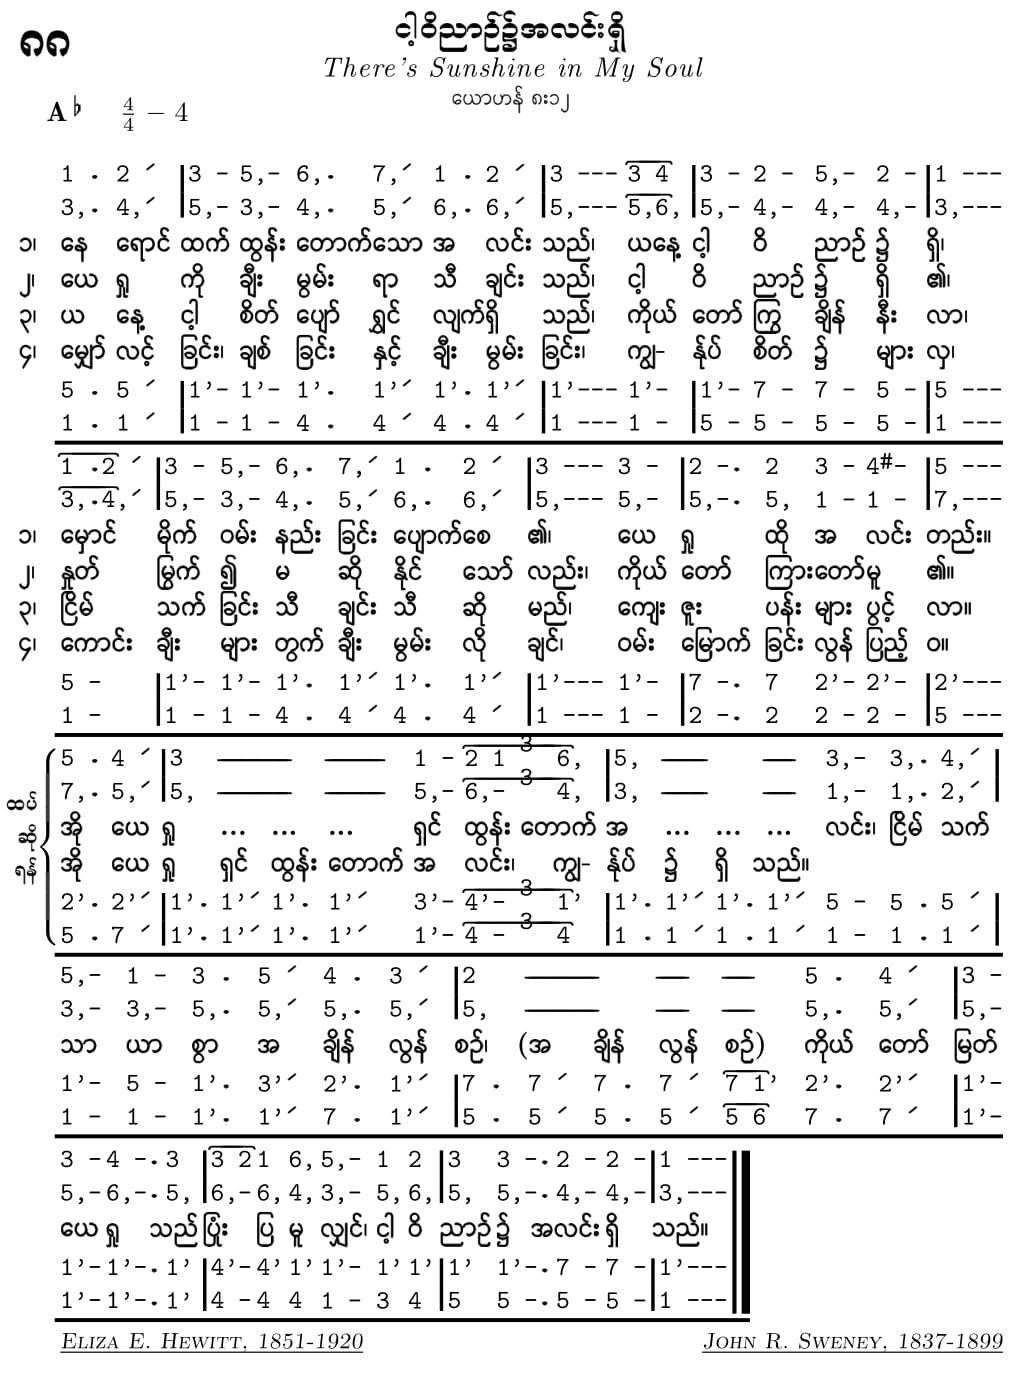 ၈၈
ငါ့ဝိညာဉ်၌အလင်းရှိ
There's Sunshine in My Soul
ယောဟန် ၈း၁၂
A♭ 4/4 – 4
1 . 2 ՛ |3 – 5,– 6,. 7,՛ 1 . 2 ՛ |3 ––– 3 4 |3 – 2 – 5,– 2 – |1 –––
3,. 4,՛ |5,– 3,– 4,. 5,՛ 6,. 6,՛ |5,––– 5,6, |5,– 4,– 4,– 4,– |3,–––
၁၊ နေ ရောင် ထက် ထွန်း တောက်သော အ လင်း သည်၊ ယနေ့ ငါ့ ဝိ ညာဉ် ၌ ရှိ၊
၂၊ ယေ ရှု ကို ချီး မွမ်း ရာ သီ ချင်း သည်၊ ငါ့ ဝိ ညာဉ် ၌ ရှိ ၏၊
၃၊ ယ နေ့ ငါ့ စိတ် ပျော် ရွှင် လျက်ရှိ သည်၊ ကိုယ် တော် ကြွ ချိန် နီး လာ၊
၄၊ မျှော် လင့် ခြင်း၊ ချစ် ခြင်း နှင့် ချီး မွမ်း ခြင်း၊ ကျွ- န်ုပ် စိတ် ၌ များ လှ၊
5 . 5 ՛ |1'– 1'– 1'. 1'՛ 1'. 1'՛ |1'––– 1'– |1'– 7 – 7 – 5 – |5 –––
1 . 1 ՛ |1 – 1 – 4 . 4 ՛ 4 . 4 ՛ |1 ––– 1 – |5 – 5 – 5 – 5 – |1 –––
1 .2 ՛ |3 – 5,– 6,. 7,՛ 1 . 2 ՛ |3 ––– 3 – |2 –. 2 3 – 4#– |5 –––
3,.4,՛ |5,– 3,– 4,. 5,՛ 6,. 6,՛ |5,––– 5,– |5,–. 5, 1 – 1 – |7,–––
၁၊ မှောင် မိုက် ဝမ်း နည်း ခြင်း ပျောက်စေ ၏၊ ယေ ရှု ထို အ လင်း တည်း။
၂၊ နှုတ် မြွက် ၍ မ ဆို နိုင် သော် လည်း၊ ကိုယ် တော် ကြားတော်မူ ၏။
၃၊ ငြိမ် သက် ခြင်း သီ ချင်း သီ ဆို မည်၊ ကျေး ဇူး ပန်း များ ပွင့် လာ။
၄၊ ကောင်း ချီး များ တွက် ချီး မွမ်း လို ချင်၊ ဝမ်း မြောက် ခြင်း လွန် ပြည့် ဝ။
5 – |1'– 1'– 1'. 1'՛ 1'. 1'՛ |1'––– 1'– |7 –. 7 2'– 2'– |2'–––
1 – |1 – 1 – 4 . 4 ՛ 4 . 4 ՛ |1 ––– 1 – |2 –. 2 2 – 2 – |5 –––
5 . 4 ՛ |3 —— —— 1 – 2 1 3 6, |5, — — 3,– 3,. 4,՛ |
7,. 5,՛ |5, —— —— 5,– 6,– 3 4, |3, — — 1,– 1,. 2,՛ |
ထပ်ဆိုရန် အို ယေ ရှု ... ... ... ရှင် ထွန်း တောက် အ ... ... ... လင်း၊ ငြိမ် သက်
အို ယေ ရှု ရှင် ထွန်း တောက် အ လင်း၊ ကျွ- န်ုပ် ၌ ရှိ သည်။
2'. 2'՛ |1'. 1'՛ 1'. 1'՛ 3'– 4'– 3 1' |1'. 1'՛ 1'. 1'՛ 5 – 5 . 5 ՛ |
5 . 7 ՛ |1'. 1'՛ 1'. 1'՛ 1'– 4 – 3 4 |1 . 1 ՛ 1 . 1 ՛ 1 – 1 . 1 ՛ |
5,– 1 – 3 . 5 ՛ 4 . 3 ՛ |2 —— — — 5 . 4 ՛ |3 –
3,– 3,– 5,. 5,՛ 5,. 5,՛ |5, —— — — 5,. 5,՛ |5,–
သာ ယာ စွာ အ ချိန် လွန် စဉ်၊ (အ ချိန် လွန် စဉ်) ကိုယ် တော် မြတ်
1'– 5 – 1'. 3'՛ 2'. 1'՛ |7 . 7 ՛ 7 . 7 ՛ 7 1' 2'. 2'՛ |1'–
1 – 1 – 1'. 1'՛ 7 . 1'՛ |5 . 5 ՛ 5 . 5 ՛ 5 6 7 . 7 ՛ |1'–
3 –4 –.3 |3 21 6,5,– 1 2 |3 3 –.2 – 2 –|1 –––
5,–6,–.5, |6,–6,4,3,– 5,6,|5, 5,–.4,– 4,–|3,–––
ယေ ရှု သည် ပြုံး ပြ မူ လျှင်၊ ငါ့ ဝိ ညာဉ် ၌ အလင်း ရှိ သည်။
1'–1'–.1' |4'–4'1'1'– 1'1'|1' 1'–.7 – 7 –|1'–––
1'–1'–.1' |4 –4 4 1 – 3 4 |5 5 –.5 – 5 –|1 –––
ELIZA E. HEWITT, 1851-1920 JOHN R. SWENEY, 1837-1899